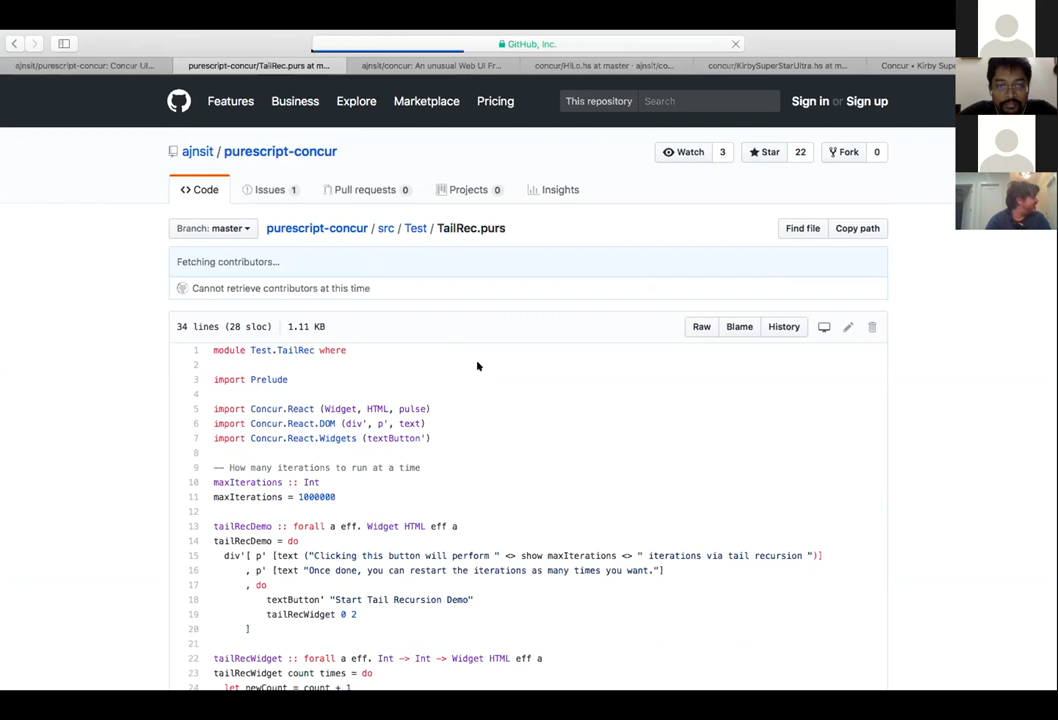 GitHub, Inc.
ajnsit/purescript-concur: Concur UI...
purescript-concur/TailRec.purs at m...
ajnsit/concur: An unusual Web UI Fr...
concur/HiLo.hs at master · ajnsit/co...
concur/KirbySuperStarUltra.hs at m...
Concur • Kirby Supe
Features Business Explore Marketplace Pricing This repository Search Sign in or Sign up
ajnsit / purescript-concur Watch 3 Star 22 Fork 0
<> Code Issues 1 Pull requests 0 Projects 0 Insights
Branch: master purescript-concur / src / Test / TailRec.purs Find file Copy path
Fetching contributors...
Cannot retrieve contributors at this time
34 lines (28 sloc) 1.11 KB Raw Blame History
1 module Test.TailRec where
2
3 import Prelude
4
5 import Concur.React (Widget, HTML, pulse)
6 import Concur.React.DOM (div', p', text)
7 import Concur.React.Widgets (textButton')
8
9 -- How many iterations to run at a time
10 maxIterations :: Int
11 maxIterations = 1000000
12
13 tailRecDemo :: forall a eff. Widget HTML eff a
14 tailRecDemo = do
15 div'[ p' [text ("Clicking this button will perform " <> show maxIterations <> " iterations via tail recursion ")]
16 , p' [text "Once done, you can restart the iterations as many times you want."]
17 , do
18 textButton' "Start Tail Recursion Demo"
19 tailRecWidget 0 2
20 ]
21
22 tailRecWidget :: forall a eff. Int -> Int -> Widget HTML eff a
23 tailRecWidget count times = do
24 let newCount = count + 1